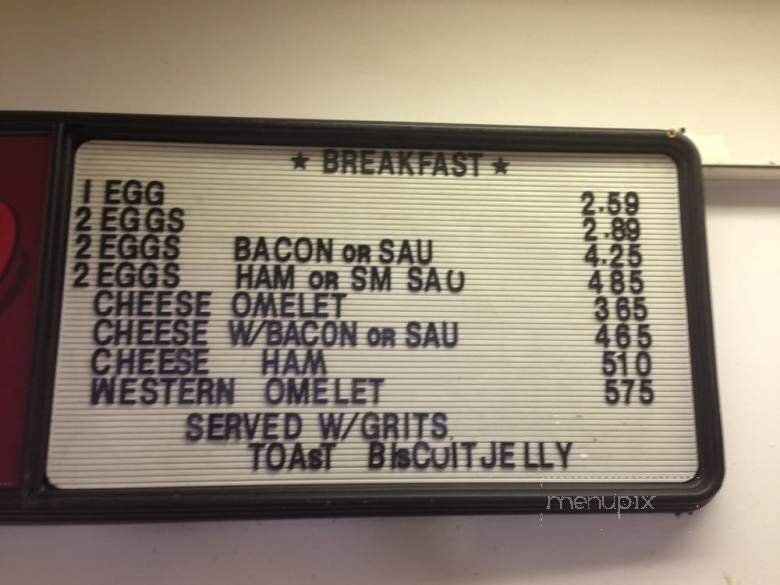 ★ BREAKFAST ★
1 EGG 2.59
2 EGGS 2.89
2 EGGS BACON OR SAU 4.25
2 EGGS HAM OR SM SAU 485
CHEESE OMELET 365
CHEESE W/BACON OR SAU 465
CHEESE HAM 510
WESTERN OMELET 575
SERVED W/GRITS
TOAsT BIsCUIT JELLY
menupix